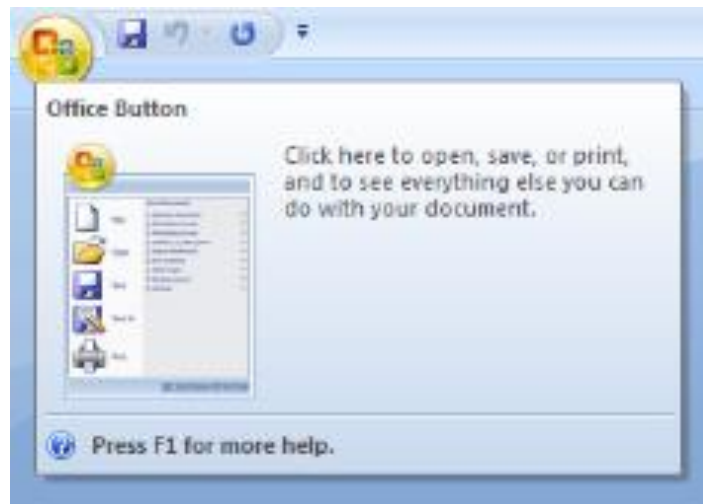 Office Button
Click here to open, save, or print,
and to see everything else you can
do with your document.
Press F1 for more help.